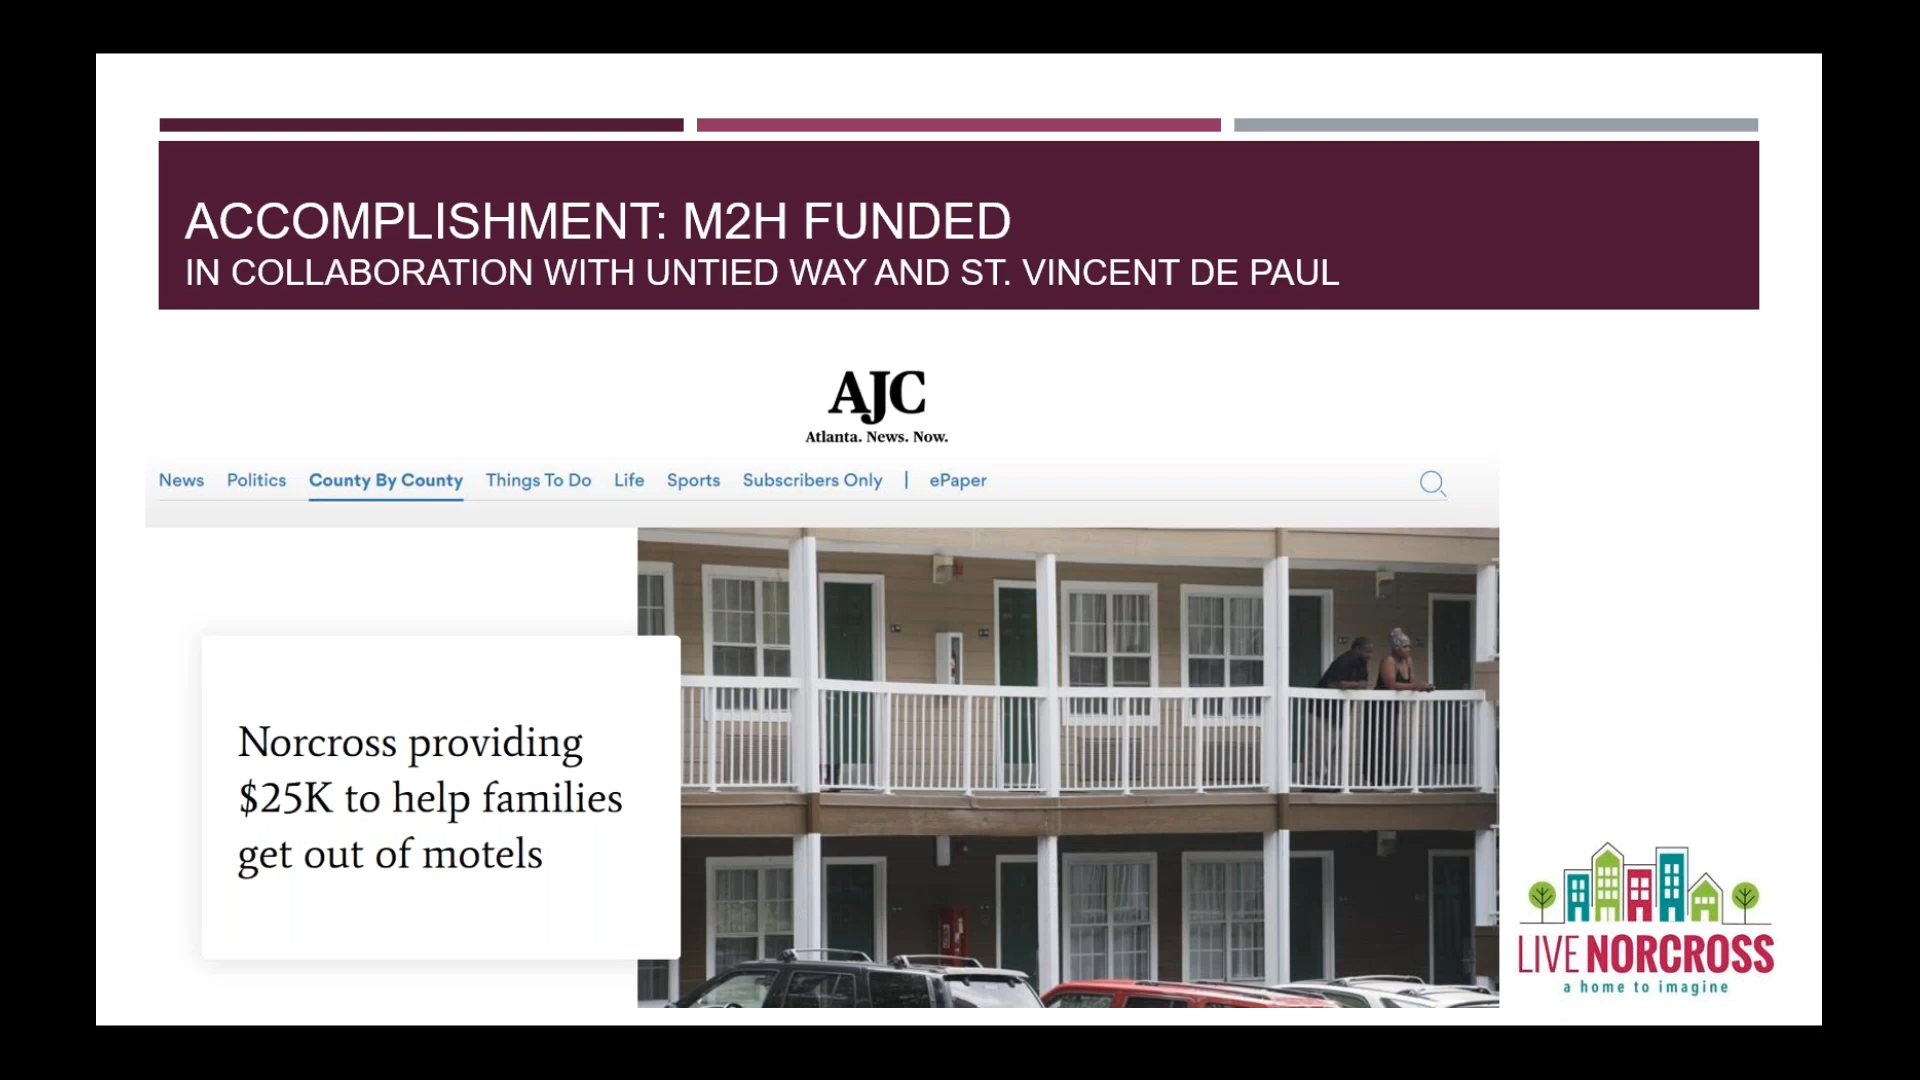 ACCOMPLISHMENT: M2H FUNDED
IN COLLABORATION WITH UNTIED WAY AND ST. VINCENT DE PAUL
AJC
Atlanta. News. Now.
News Politics County By County Things To Do Life Sports Subscribers Only | ePaper
Norcross providing
$25K to help families
get out of motels
LIVE NORCROSS
a home to imagine